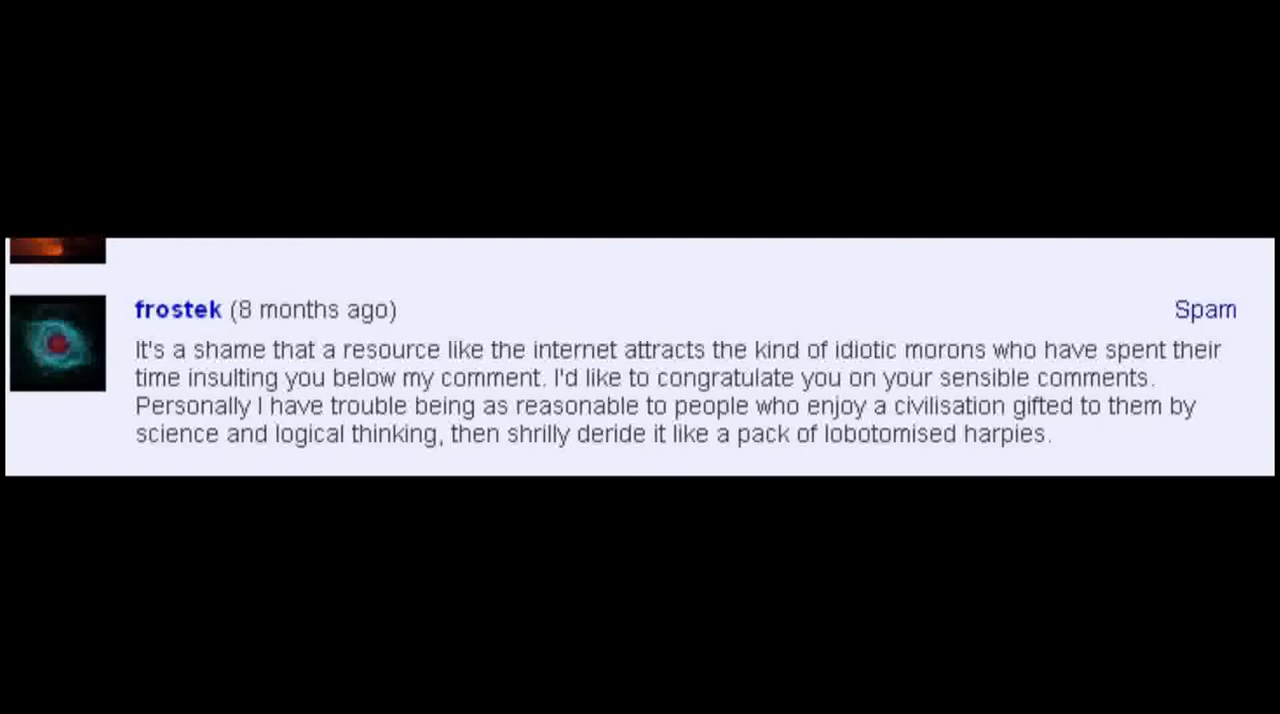 frostek (8 months ago) Spam
It's a shame that a resource like the internet attracts the kind of idiotic morons who have spent their
time insulting you below my comment. I'd like to congratulate you on your sensible comments.
Personally I have trouble being as reasonable to people who enjoy a civilisation gifted to them by
science and logical thinking, then shrilly deride it like a pack of lobotomised harpies.